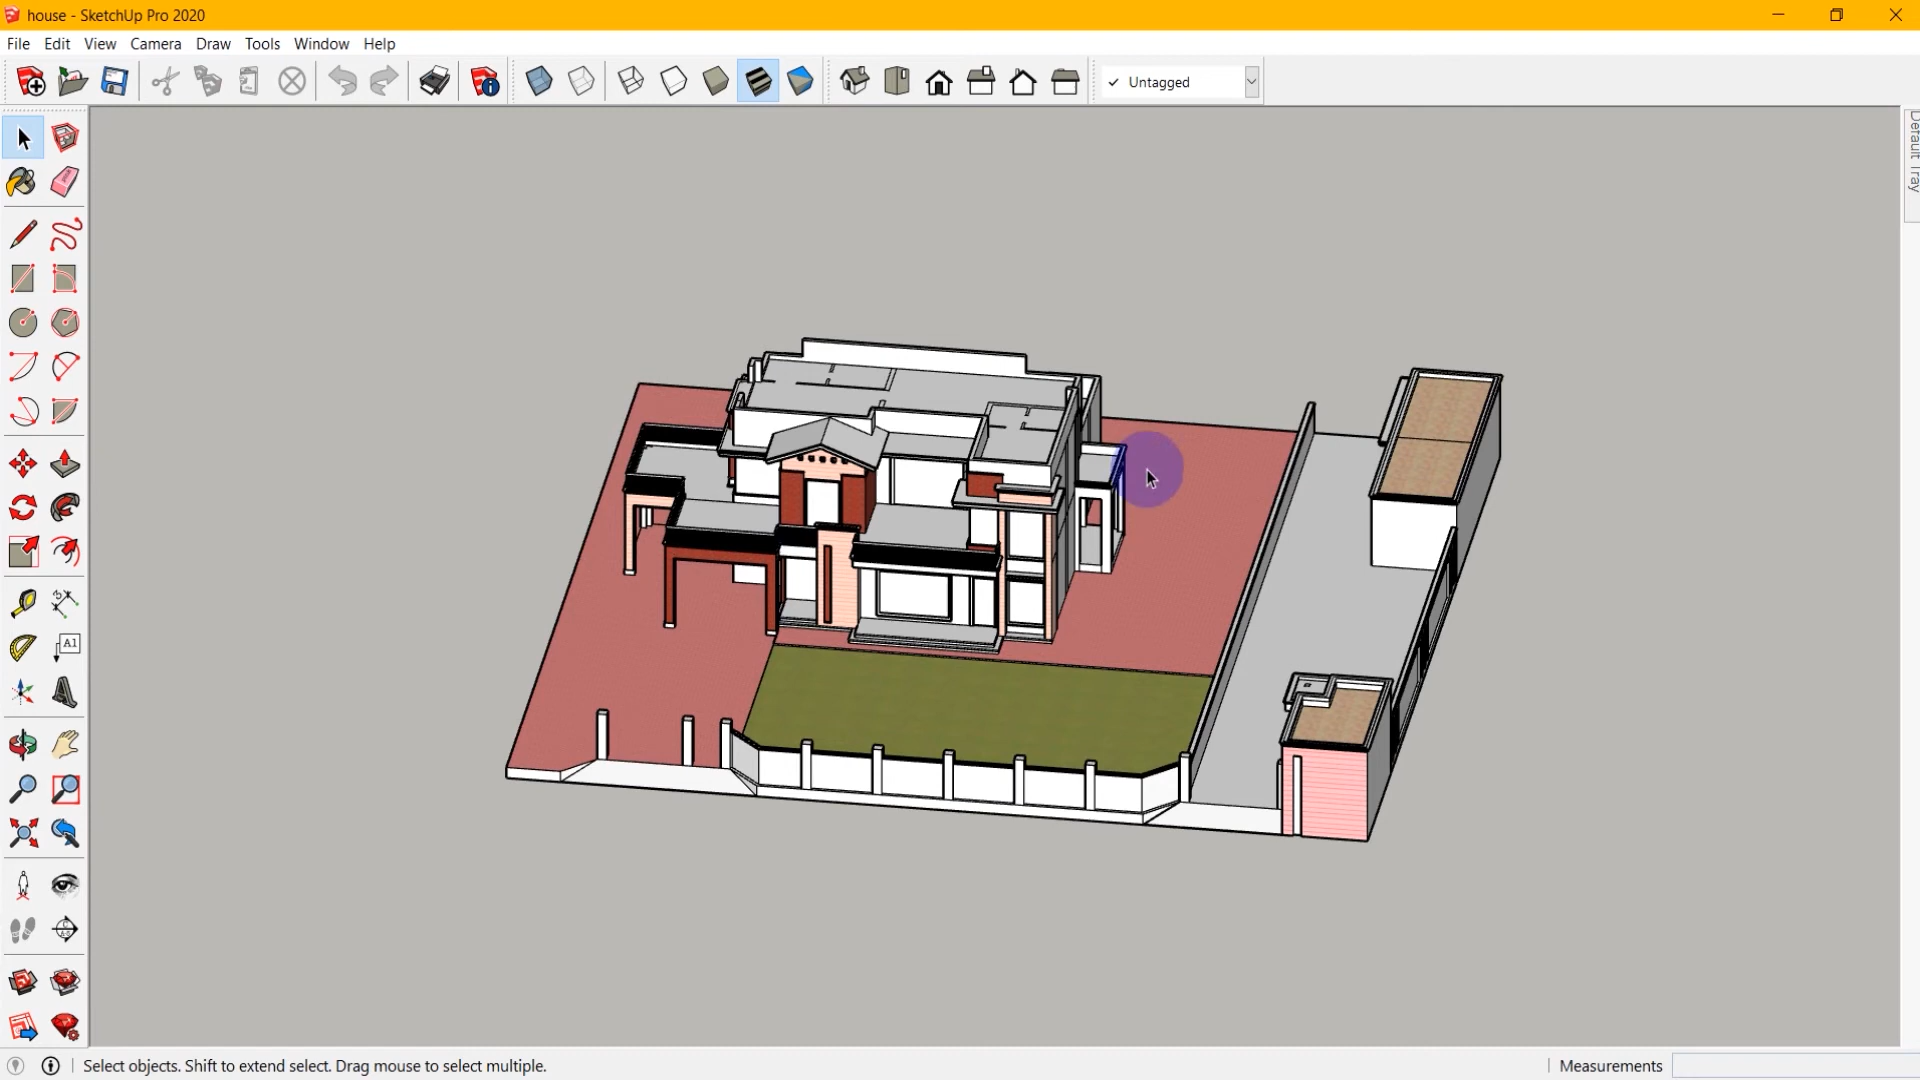 house - SketchUp Pro 2020
File Edit View Camera Draw Tools Window Help
✓ Untagged
Default Tray
A1
Select objects. Shift to extend select. Drag mouse to select multiple.
Measurements